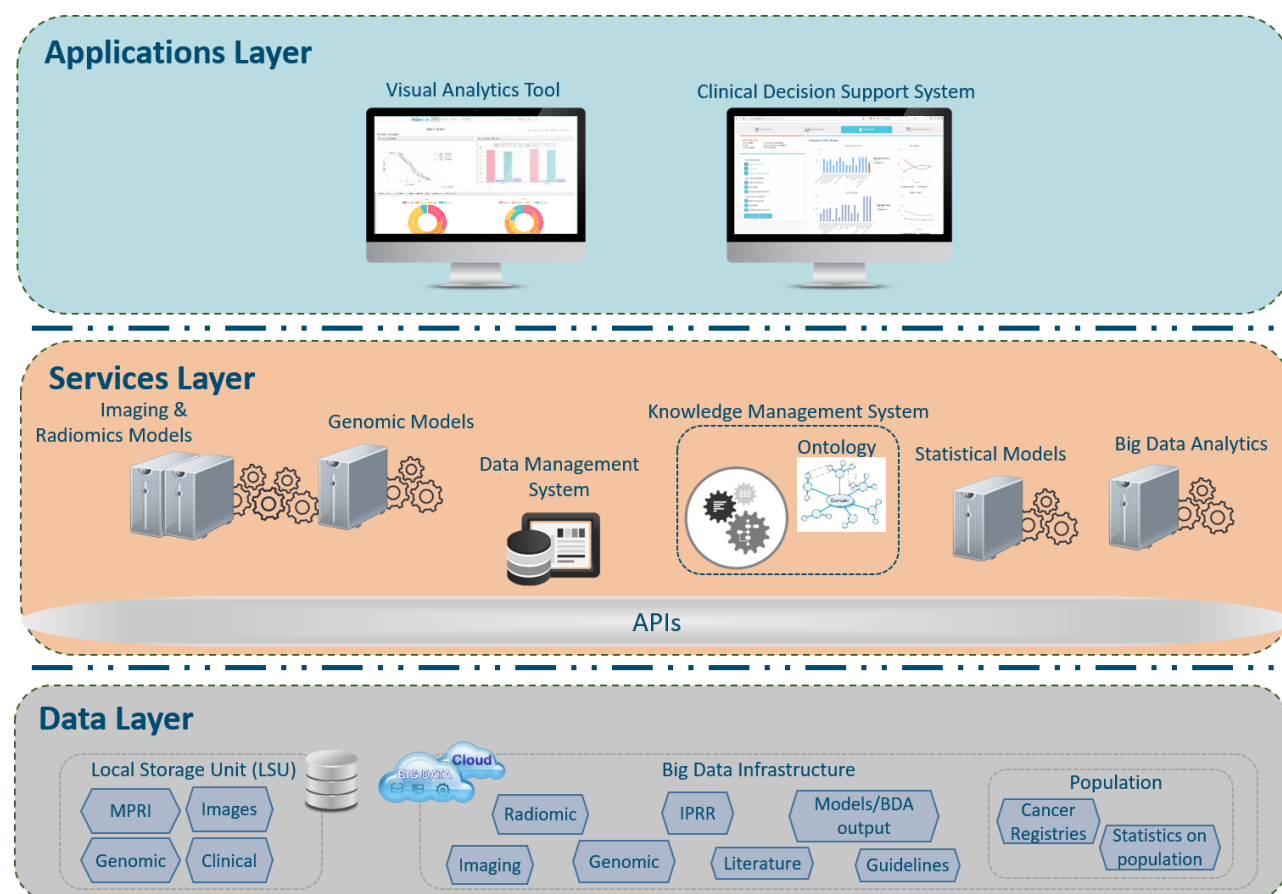 Applications Layer
Visual Analytics Tool
Clinical Decision Support System
Services Layer
Imaging &
Radiomics Models
Genomic Models
Data Management
System
Knowledge Management System
Ontology
Domain
Statistical Models
Big Data Analytics
APIs
Data Layer
Local Storage Unit (LSU)
MPRI
Images
Genomic
Clinical
Cloud
BIG DATA
Big Data Infrastructure
Radiomic
IPRR
Models/BDA
output
Imaging
Genomic
Literature
Guidelines
Population
Cancer
Registries
Statistics on
population